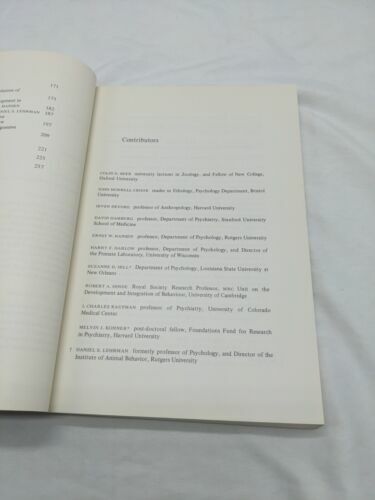 171
171
HANSEN 182
LEHRMAN 187
197
209
221
225
237
Contributors
COLIN G. BEER university lecturer in Zoology, and Fellow of New College,
Oxford University
JOHN HURRELL CROOK reader in Ethology, Psychology Department, Bristol
University
IRVEN DEVORE professor of Anthropology, Harvard University
DAVID HAMBURG professor, Department of Psychiatry, Stanford University
School of Medicine
ERNST W. HANSEN professor, Department of Psychology, Rutgers University
HARRY F. HARLOW professor, Department of Psychology, and Director of
the Primate Laboratory, University of Wisconsin
SUZANNE D. HILL* Department of Psychology, Louisiana State University at
New Orleans
ROBERT A. HINDE Royal Society Research Professor, MRC Unit on the
Development and Integration of Behaviour, University of Cambridge
I. CHARLES KAUFMAN professor of Psychiatry, University of Colorado
Medical Center
MELVIN J. KONNER* post-doctoral fellow, Foundations Fund for Research
in Psychiatry, Harvard University
† DANIEL S. LEHRMAN formerly professor of Psychology, and Director of the
Institute of Animal Behavior, Rutgers University